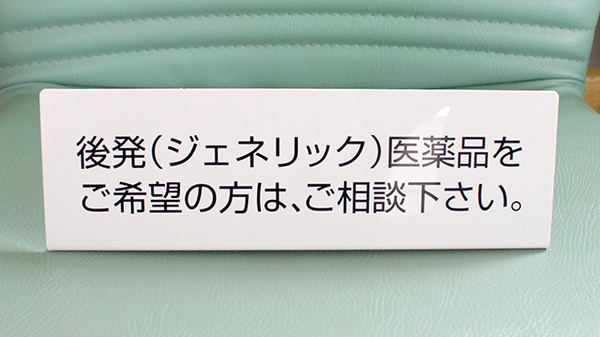 後発(ジェネリック)医薬品を
ご希望の方は、ご相談下さい。